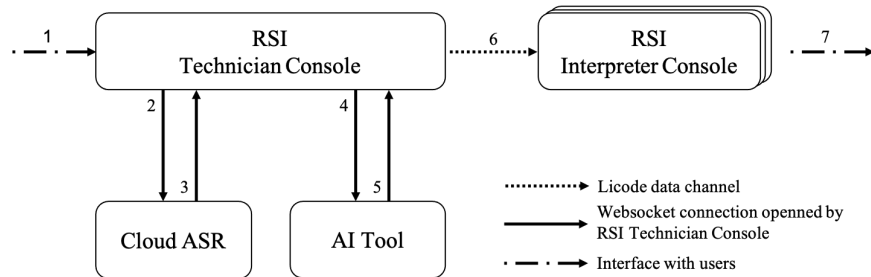 1
RSI
Technician Console
6
RSI
Interpreter Console
7
2
3
4
5
Cloud ASR
AI Tool
Licode data channel
Websocket connection openned by
RSI Technician Console
Interface with users